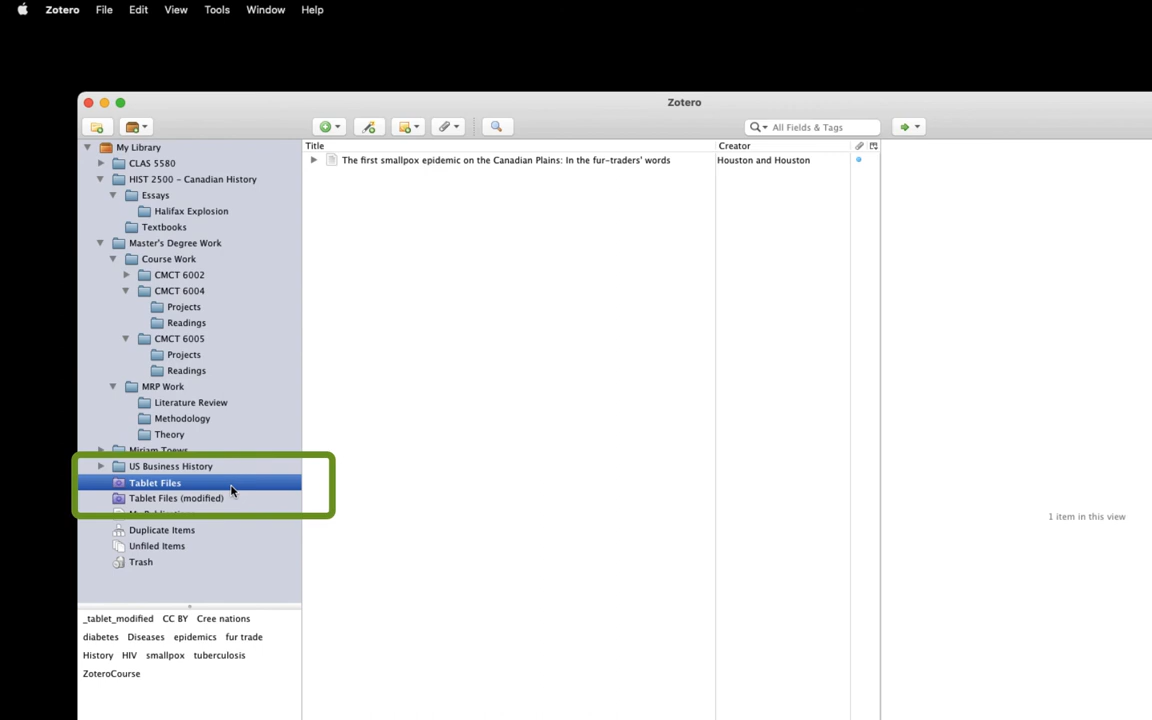 Zotero File Edit View Tools Window Help
Zotero
All Fields & Tags
Title Creator
My Library
The first smallpox epidemic on the Canadian Plains: In the fur-traders' words Houston and Houston
CLAS 5580
HIST 2500 - Canadian History
Essays
Halifax Explosion
Textbooks
Master's Degree Work
Course Work
CMCT 6002
CMCT 6004
Projects
Readings
CMCT 6005
Projects
Readings
MRP Work
Literature Review
Methodology
Theory
Miriam Toews
US Business History
Tablet Files
Tablet Files (modified)
My Publications
1 item in this view
Duplicate Items
Unfiled Items
Trash
_tablet_modified CC BY Cree nations
diabetes Diseases epidemics fur trade
History HIV smallpox tuberculosis
ZoteroCourse